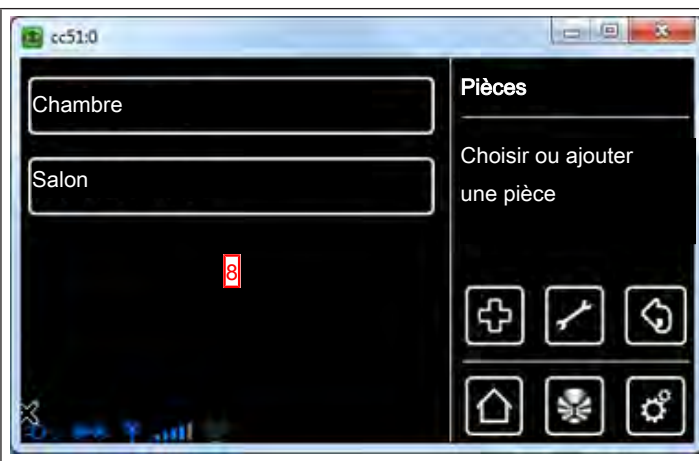 cc51:0
Chambre
Salon
8
Pièces
Choisir ou ajouter
une pièce